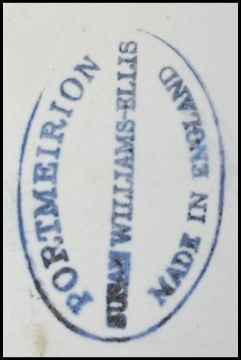 PORTMEIRION
SUSAN WILLIAMS-ELLIS
MADE IN ENGLAND